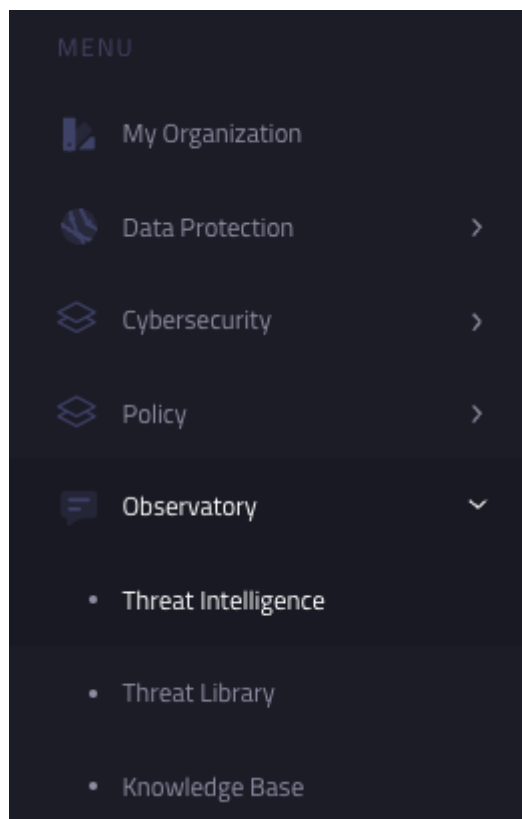 MENU
My Organization
Data Protection
Cybersecurity
Policy
Observatory
Threat Intelligence
Threat Library
Knowledge Base